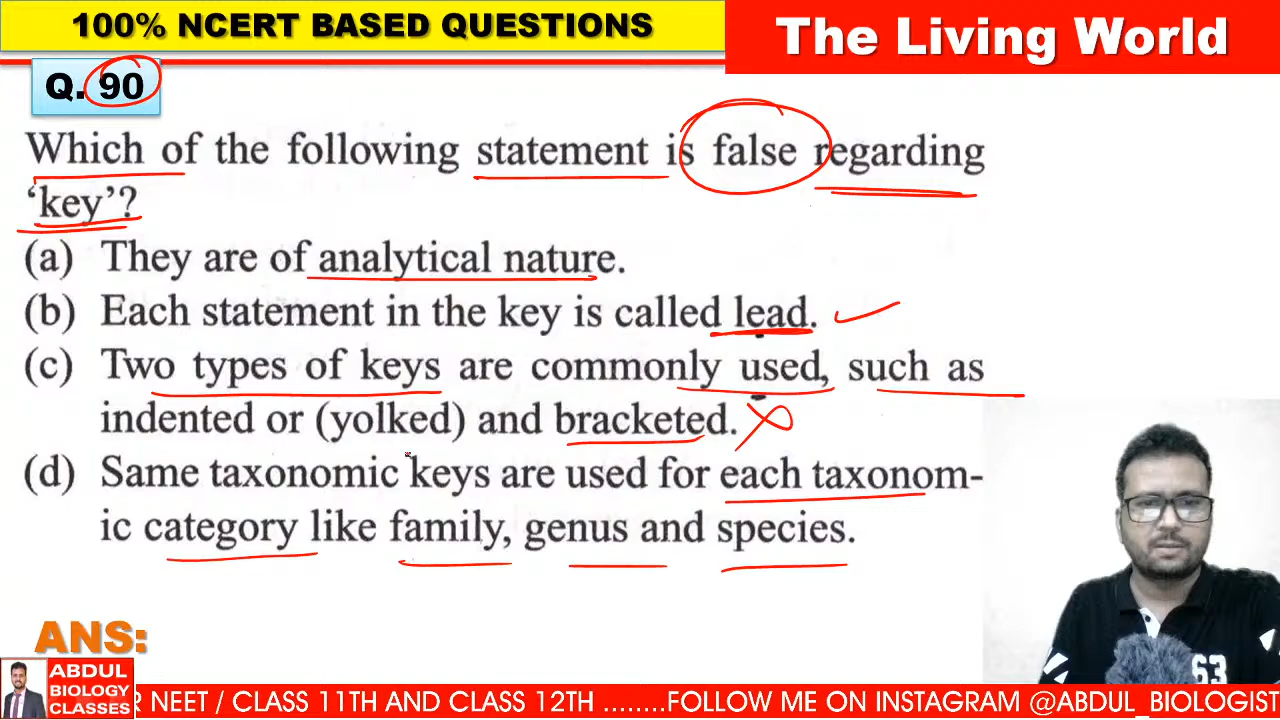 100% NCERT BASED QUESTIONS
The Living World
Q. 90
Which of the following statement is false regarding
‘key’?
(a) They are of analytical nature.
(b) Each statement in the key is called lead.
(c) Two types of keys are commonly used, such as
indented or (yolked) and bracketed.
(d) Same taxonomic keys are used for each taxonom-
ic category like family, genus and species.
ANS:
63
ABDUL
BIOLOGY
CLASSES
R NEET / CLASS 11TH AND CLASS 12TH ........FOLLOW ME ON INSTAGRAM @ABDUL_BIOLOGIST